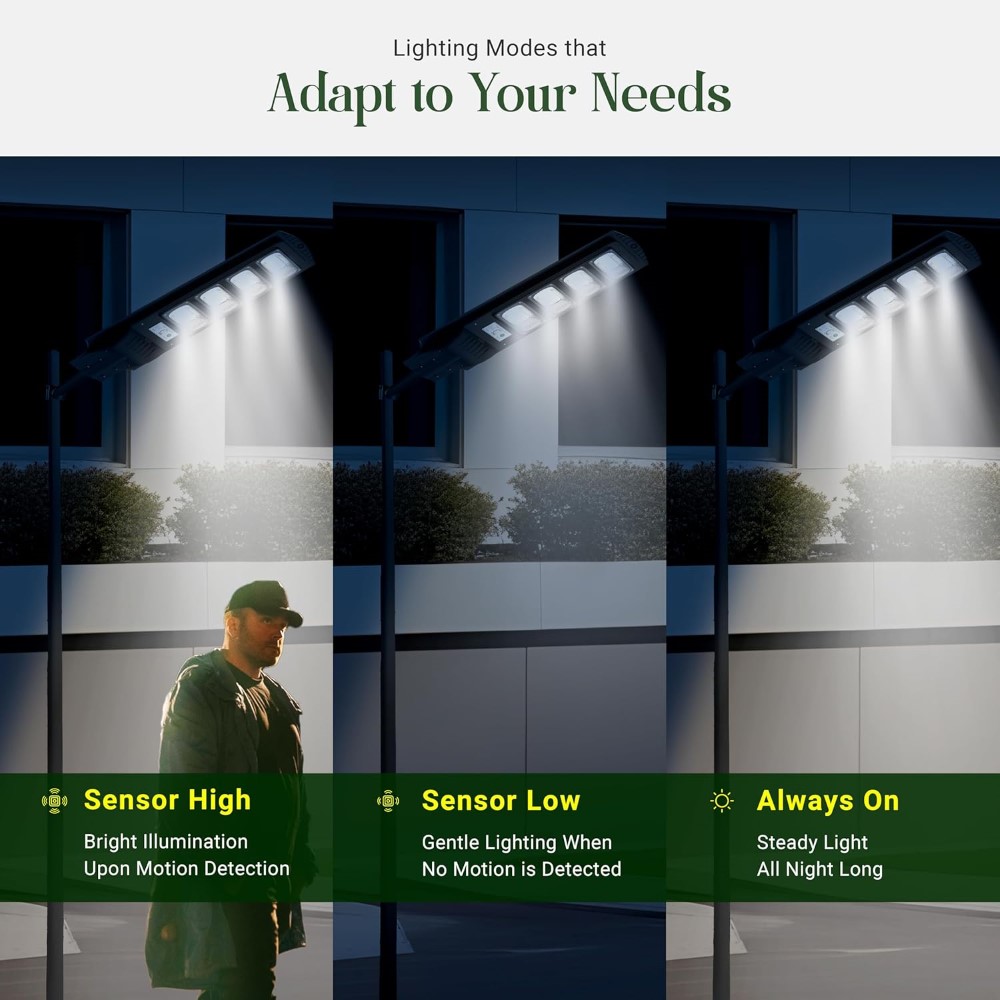 Lighting Modes that
Adapt to Your Needs
Sensor High
Bright Illumination
Upon Motion Detection
Sensor Low
Gentle Lighting When
No Motion is Detected
Always On
Steady Light
All Night Long